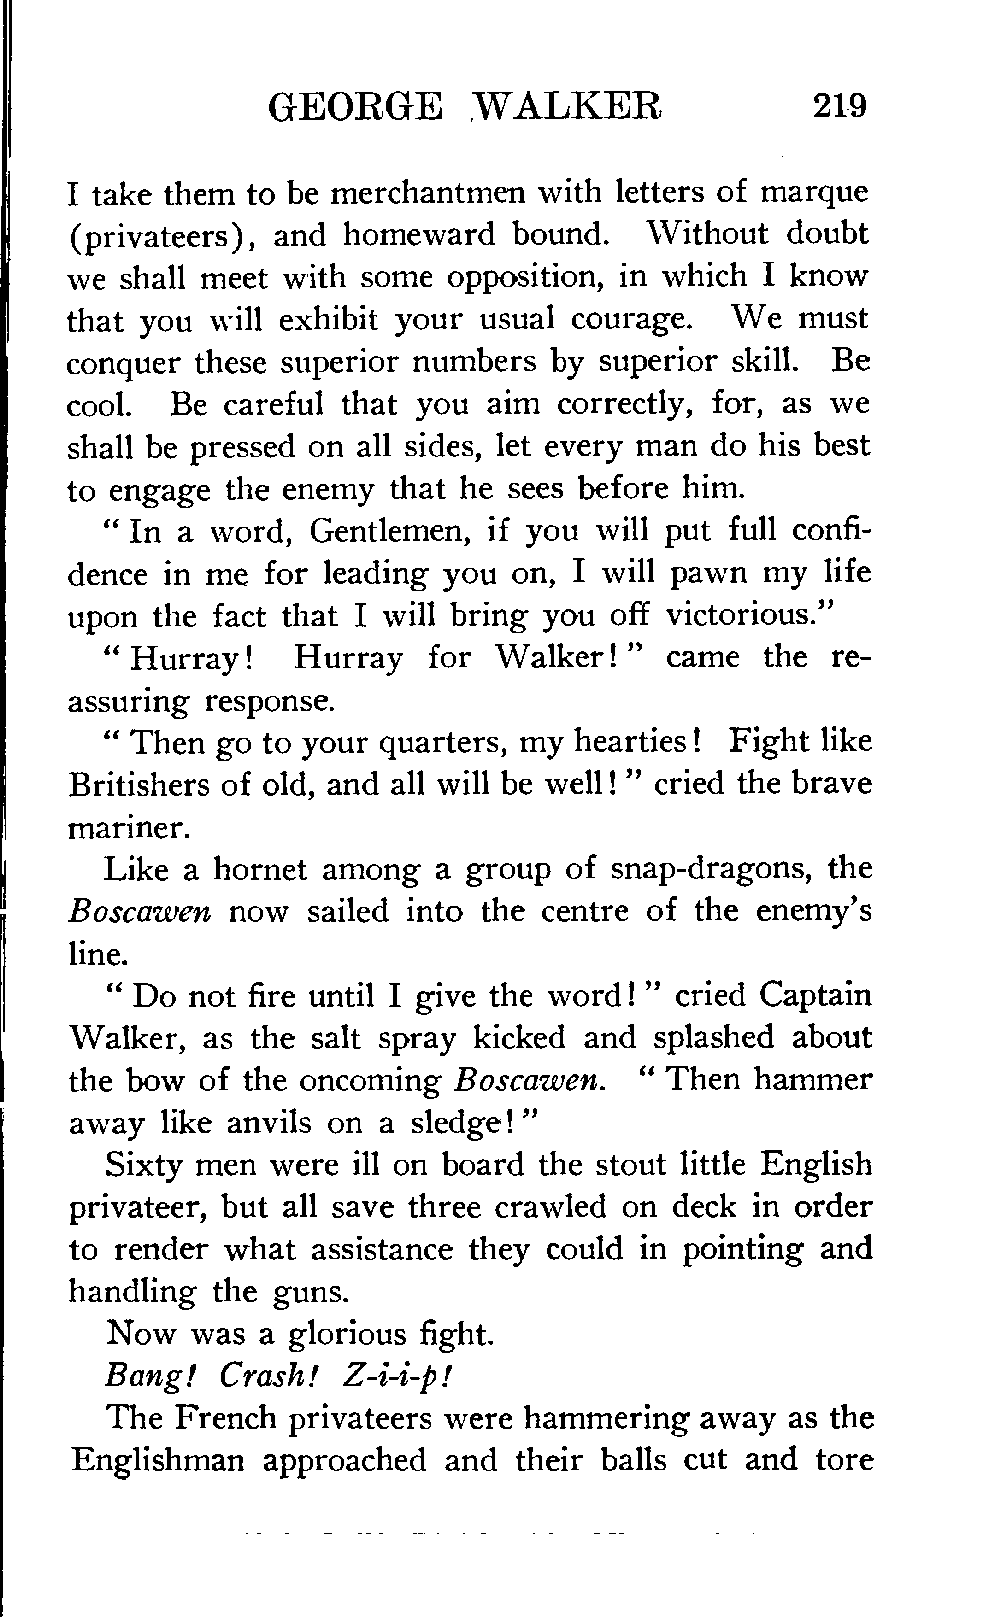 GEORGE WALKER 219
I take them to be merchantmen with letters of marque
(privateers), and homeward bound. Without doubt
we shall meet with some opposition, in which I know
that you will exhibit your usual courage. We must
conquer these superior numbers by superior skill. Be
cool. Be careful that you aim correctly, for, as we
shall be pressed on all sides, let every man do his best
to engage the enemy that he sees before him.
“ In a word, Gentlemen, if you will put full confi-
dence in me for leading you on, I will pawn my life
upon the fact that I will bring you off victorious.”
“ Hurray! Hurray for Walker! ” came the re-
assuring response.
“ Then go to your quarters, my hearties! Fight like
Britishers of old, and all will be well! ” cried the brave
mariner.
Like a hornet among a group of snap-dragons, the
Boscawen now sailed into the centre of the enemy’s
line.
“ Do not fire until I give the word! ” cried Captain
Walker, as the salt spray kicked and splashed about
the bow of the oncoming Boscawen. “ Then hammer
away like anvils on a sledge! ”
Sixty men were ill on board the stout little English
privateer, but all save three crawled on deck in order
to render what assistance they could in pointing and
handling the guns.
Now was a glorious fight.
Bang! Crash! Z-i-i-p!
The French privateers were hammering away as the
Englishman approached and their balls cut and tore